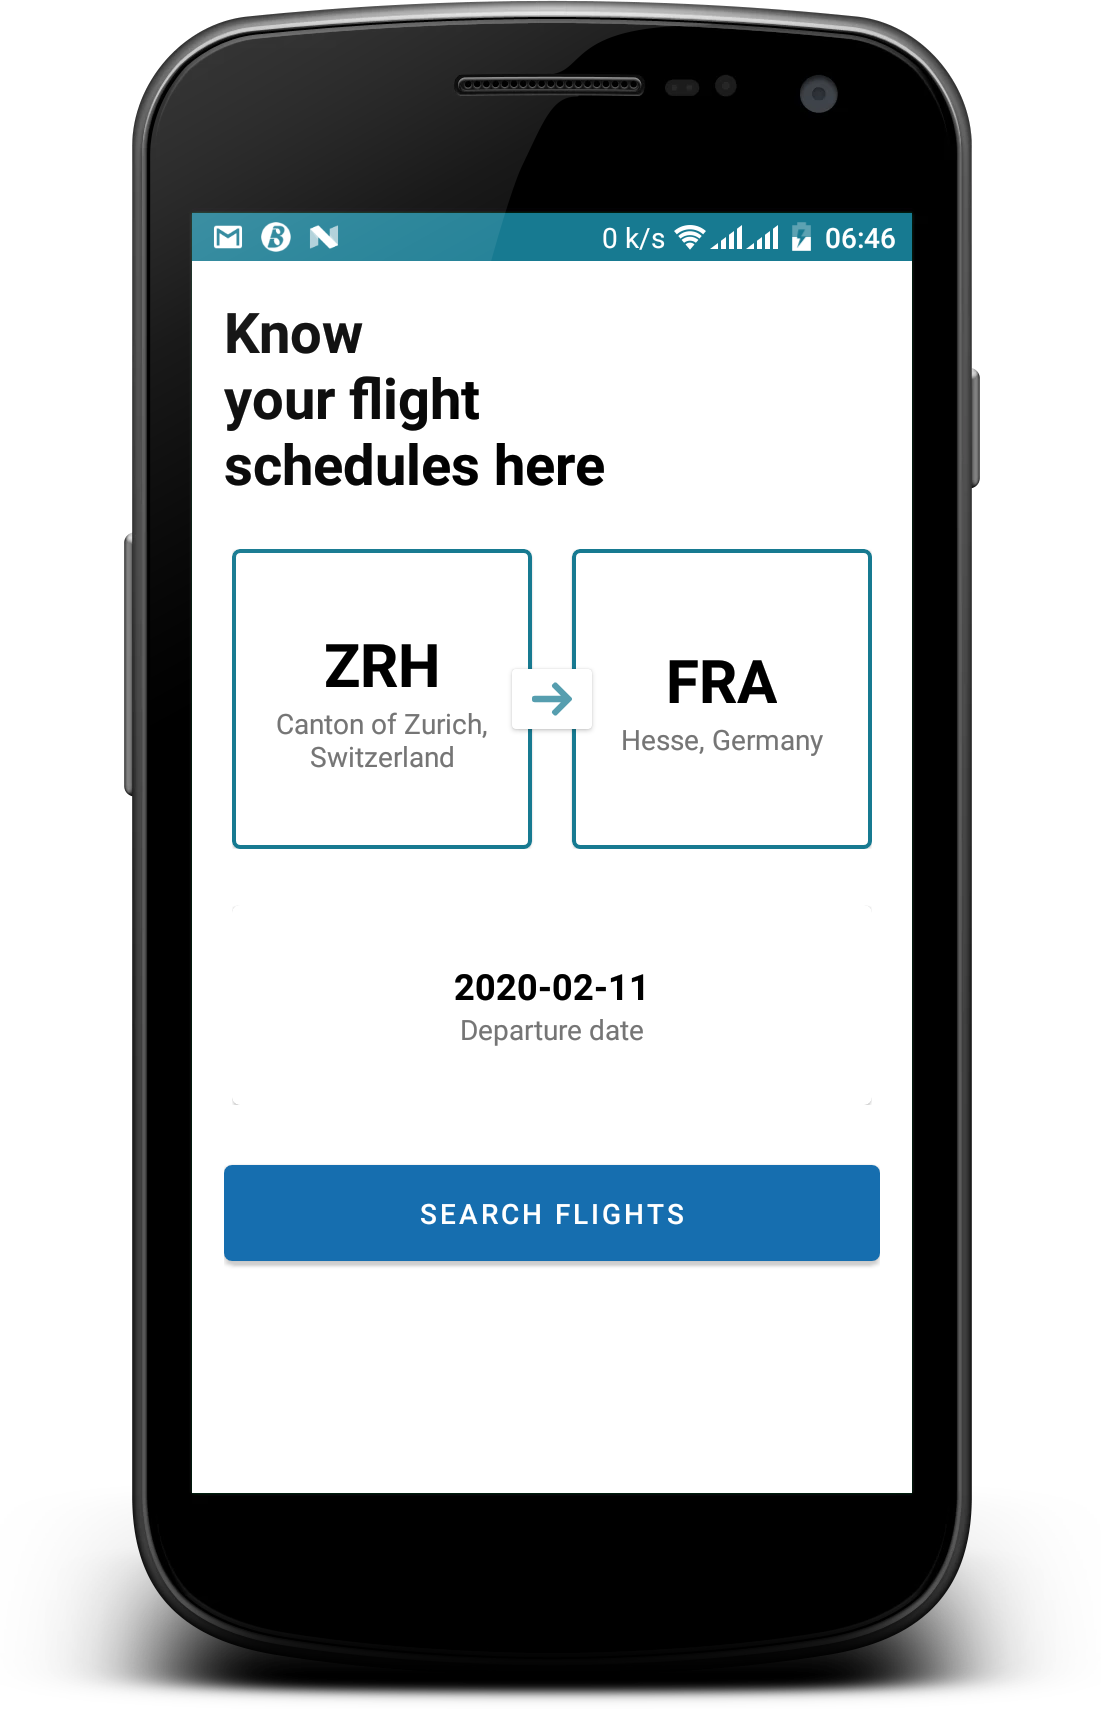 0 k/s 06:46
Know
your flight
schedules here
ZRH
Canton of Zurich,
Switzerland
FRA
Hesse, Germany
2020-02-11
Departure date
SEARCH FLIGHTS